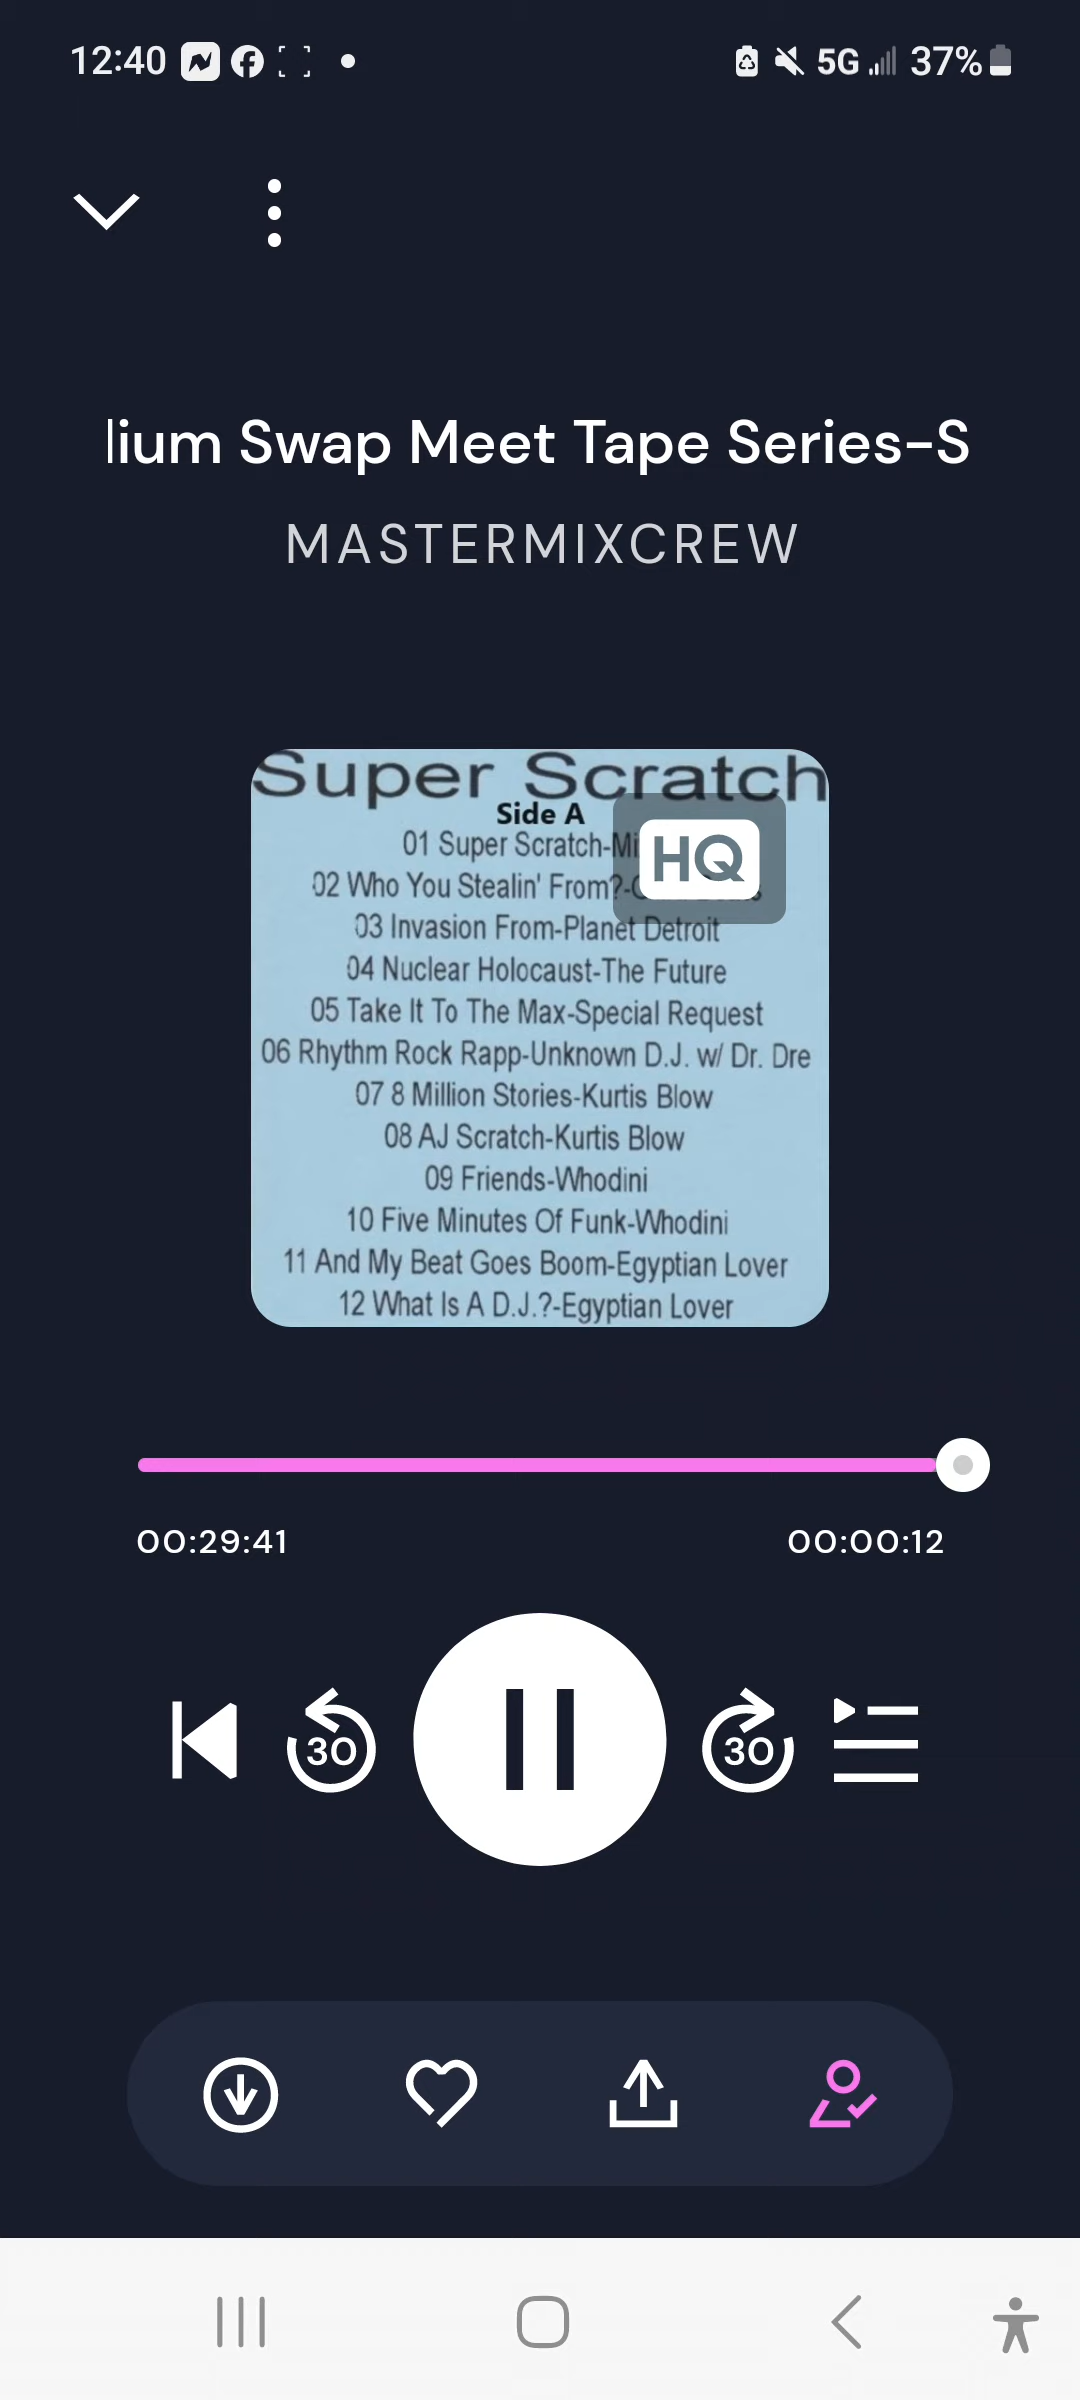 12:40 5G 37%
lium Swap Meet Tape Series-S
MASTERMIXCREW
Super Scratch
Side A
01 Super Scratch-Mi
HQ
02 Who You Stealin' From?-
03 Invasion From-Planet Detroit
04 Nuclear Holocaust-The Future
05 Take It To The Max-Special Request
06 Rhythm Rock Rapp-Unknown D.J. w/ Dr. Dre
07 8 Million Stories-Kurtis Blow
08 AJ Scratch-Kurtis Blow
09 Friends-Whodini
10 Five Minutes Of Funk-Whodini
11 And My Beat Goes Boom-Egyptian Lover
12 What Is A D.J.?-Egyptian Lover
00:29:41 00:00:12
30 30